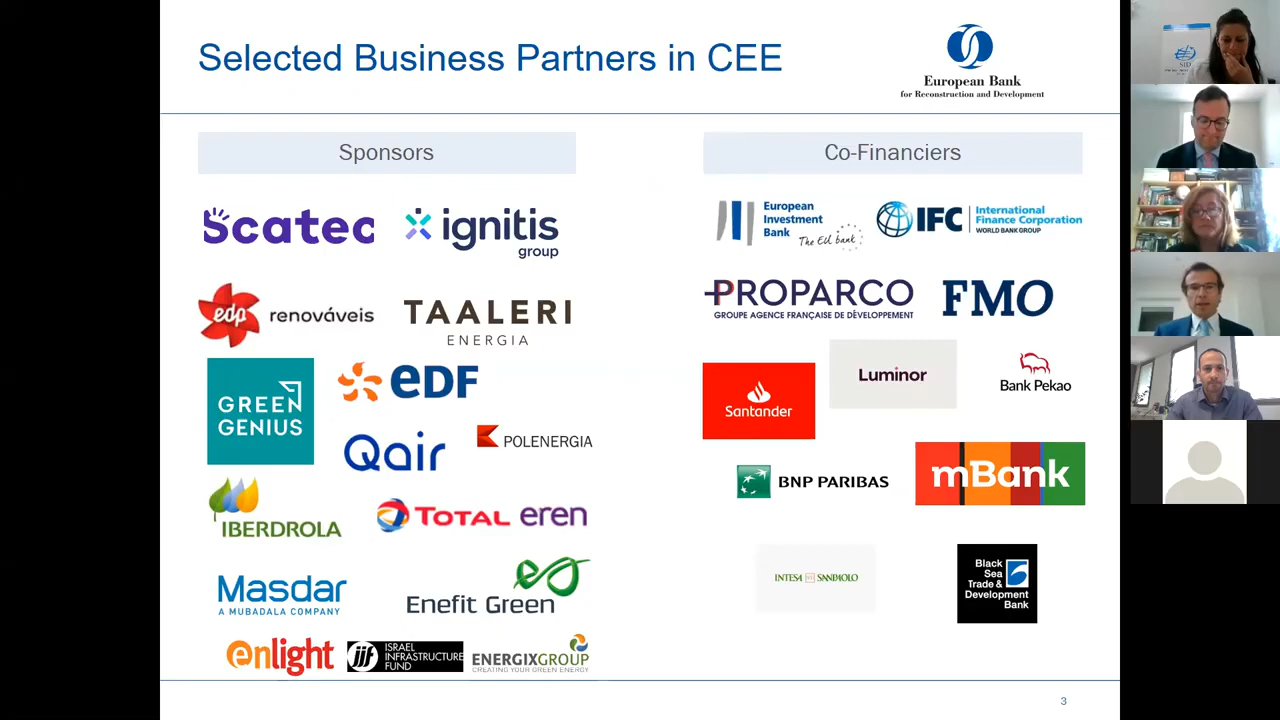 Selected Business Partners in CEE
European Bank
for Reconstruction and Development
Sponsors
Scatec
ignitis
group
edp renováveis
TAALERI
ENERGIA
GREEN
GENIUS
eDF
Qair
POLENERGIA
IBERDROLA
TOTAL eren
Masdar
A MUBADALA COMPANY
Enefit Green
enlight
iif
ISRAEL
INFRASTRUCTURE
FUND
ENERGIXGROUP
CREATING YOUR GREEN ENERGY
Co-Financiers
European
Investment
Bank
The EU bank
IFC
International
Finance Corporation
WORLD BANK GROUP
PROPARCO
GROUPE AGENCE FRANÇAISE DE DÉVELOPPEMENT
FMO
Santander
Luminor
Bank Pekao
BNP PARIBAS
mBank
INTESA SANPAOLO
Black
Sea
Trade &
Development
Bank
3
SID